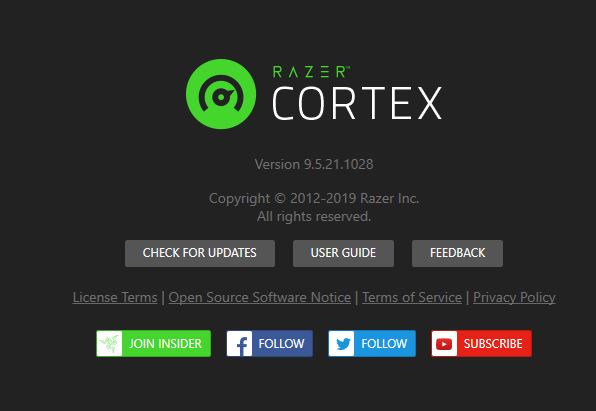 RAZER™
CORTEX
Version 9.5.21.1028
Copyright © 2012-2019 Razer Inc.
All rights reserved.
CHECK FOR UPDATES USER GUIDE FEEDBACK
License Terms | Open Source Software Notice | Terms of Service | Privacy Policy
JOIN INSIDER FOLLOW FOLLOW SUBSCRIBE